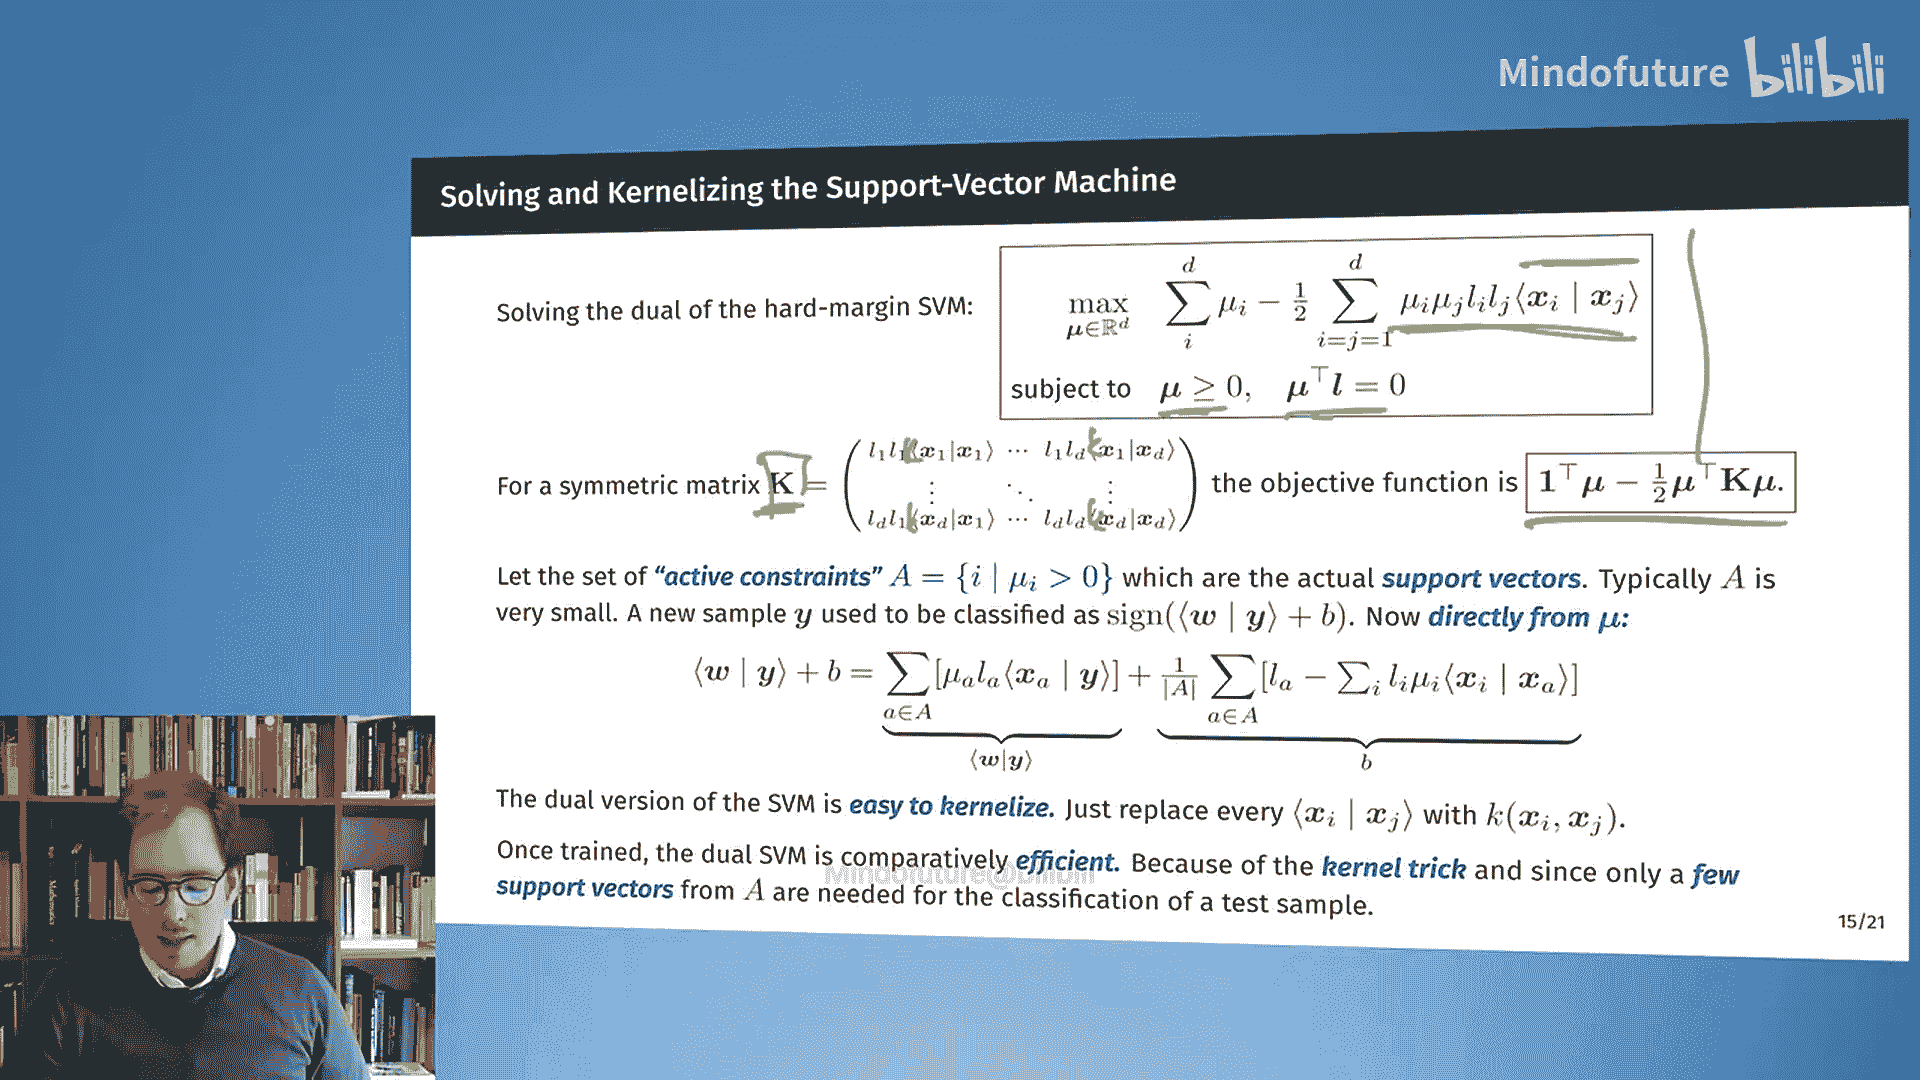 Mindofuture bilibili
Solving and Kernelizing the Support-Vector Machine
Solving the dual of the hard-margin SVM:
max_{μ∈ℝ^d} ∑_i^d μ_i − 1/2 ∑_{i=j=1}^d μ_i μ_j l_i l_j ⟨x_i | x_j⟩
subject to μ ≥ 0, μ^⊤ l = 0
For a symmetric matrix K = ( l_1 l_1 ⟨x_1|x_1⟩ ⋯ l_1 l_d ⟨x_1|x_d⟩ ⋮ ⋱ ⋮ l_d l_1 ⟨x_d|x_1⟩ ⋯ l_d l_d ⟨x_d|x_d⟩ ) the objective function is 1^⊤ μ − 1/2 μ^⊤ K μ.
Let the set of “active constraints” A = {i | μ_i > 0} which are the actual support vectors. Typically A is
very small. A new sample y used to be classified as sign(⟨w | y⟩ + b). Now directly from μ:
⟨w | y⟩ + b = ∑_{a∈A} [μ_a l_a ⟨x_a | y⟩] + 1/|A| ∑_{a∈A} [l_a − ∑_i l_i μ_i ⟨x_i | x_a⟩]
⟨w|y⟩ b
The dual version of the SVM is easy to kernelize. Just replace every ⟨x_i | x_j⟩ with k(x_i, x_j).
Once trained, the dual SVM is comparatively efficient. Because of the kernel trick and since only a few
Mindofuture@bilibili
support vectors from A are needed for the classification of a test sample.
15/21